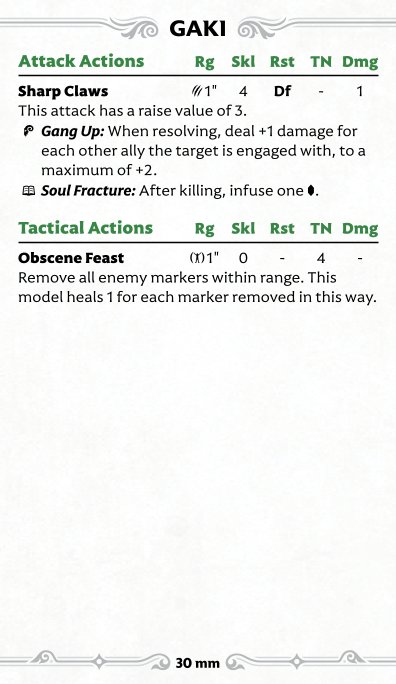 GAKI
Attack Actions Rg Skl Rst TN Dmg
Sharp Claws 1" 4 Df - 1
This attack has a raise value of 3.
Gang Up: When resolving, deal +1 damage for
each other ally the target is engaged with, to a
maximum of +2.
Soul Fracture: After killing, infuse one .
Tactical Actions Rg Skl Rst TN Dmg
Obscene Feast 1" 0 - 4 -
Remove all enemy markers within range. This
model heals 1 for each marker removed in this way.
30 mm